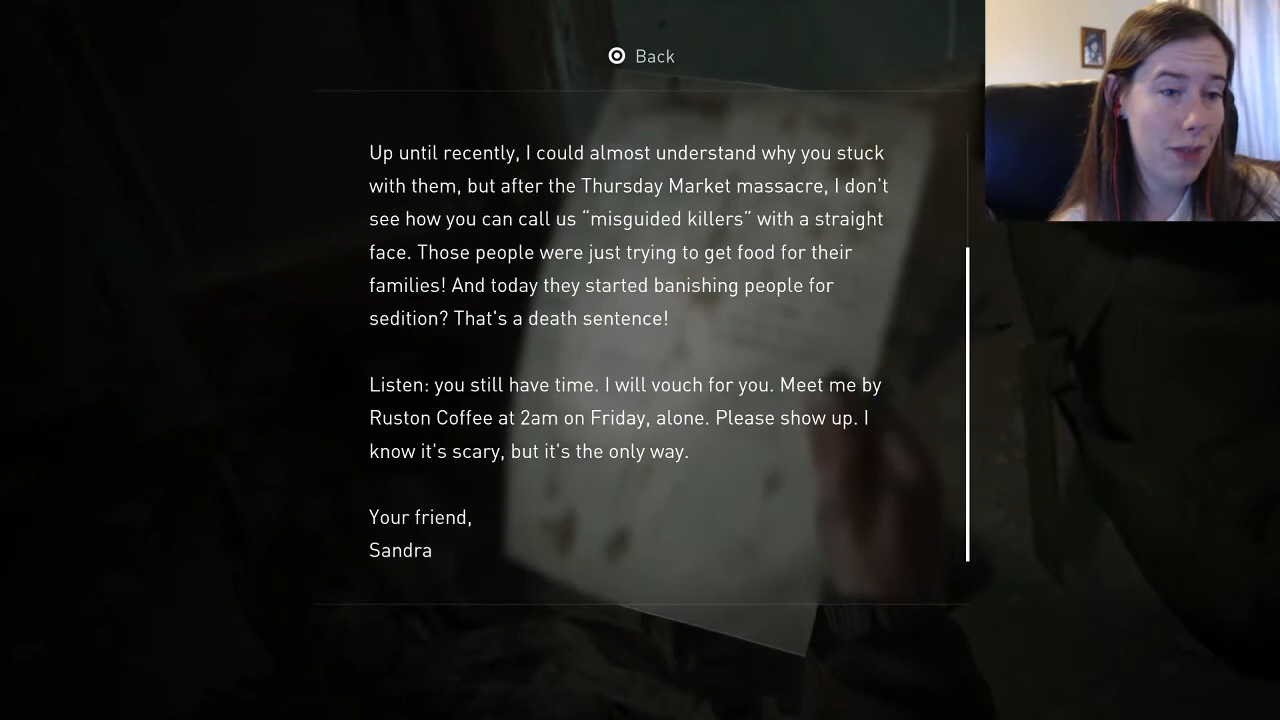 Back
Up until recently, I could almost understand why you stuck
with them, but after the Thursday Market massacre, I don't
see how you can call us “misguided killers” with a straight
face. Those people were just trying to get food for their
families! And today they started banishing people for
sedition? That's a death sentence!
Listen: you still have time. I will vouch for you. Meet me by
Ruston Coffee at 2am on Friday, alone. Please show up. I
know it's scary, but it's the only way.
Your friend,
Sandra